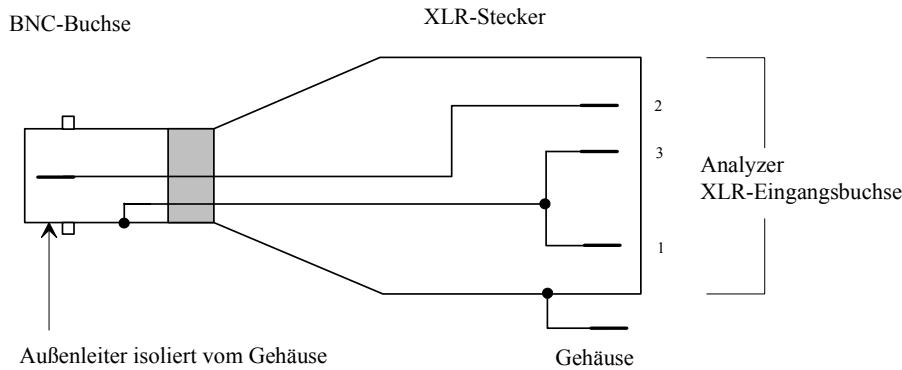 BNC-Buchse
XLR-Stecker
2
3
1
Analyzer
XLR-Eingangsbuchse
Außenleiter isoliert vom Gehäuse
Gehäuse